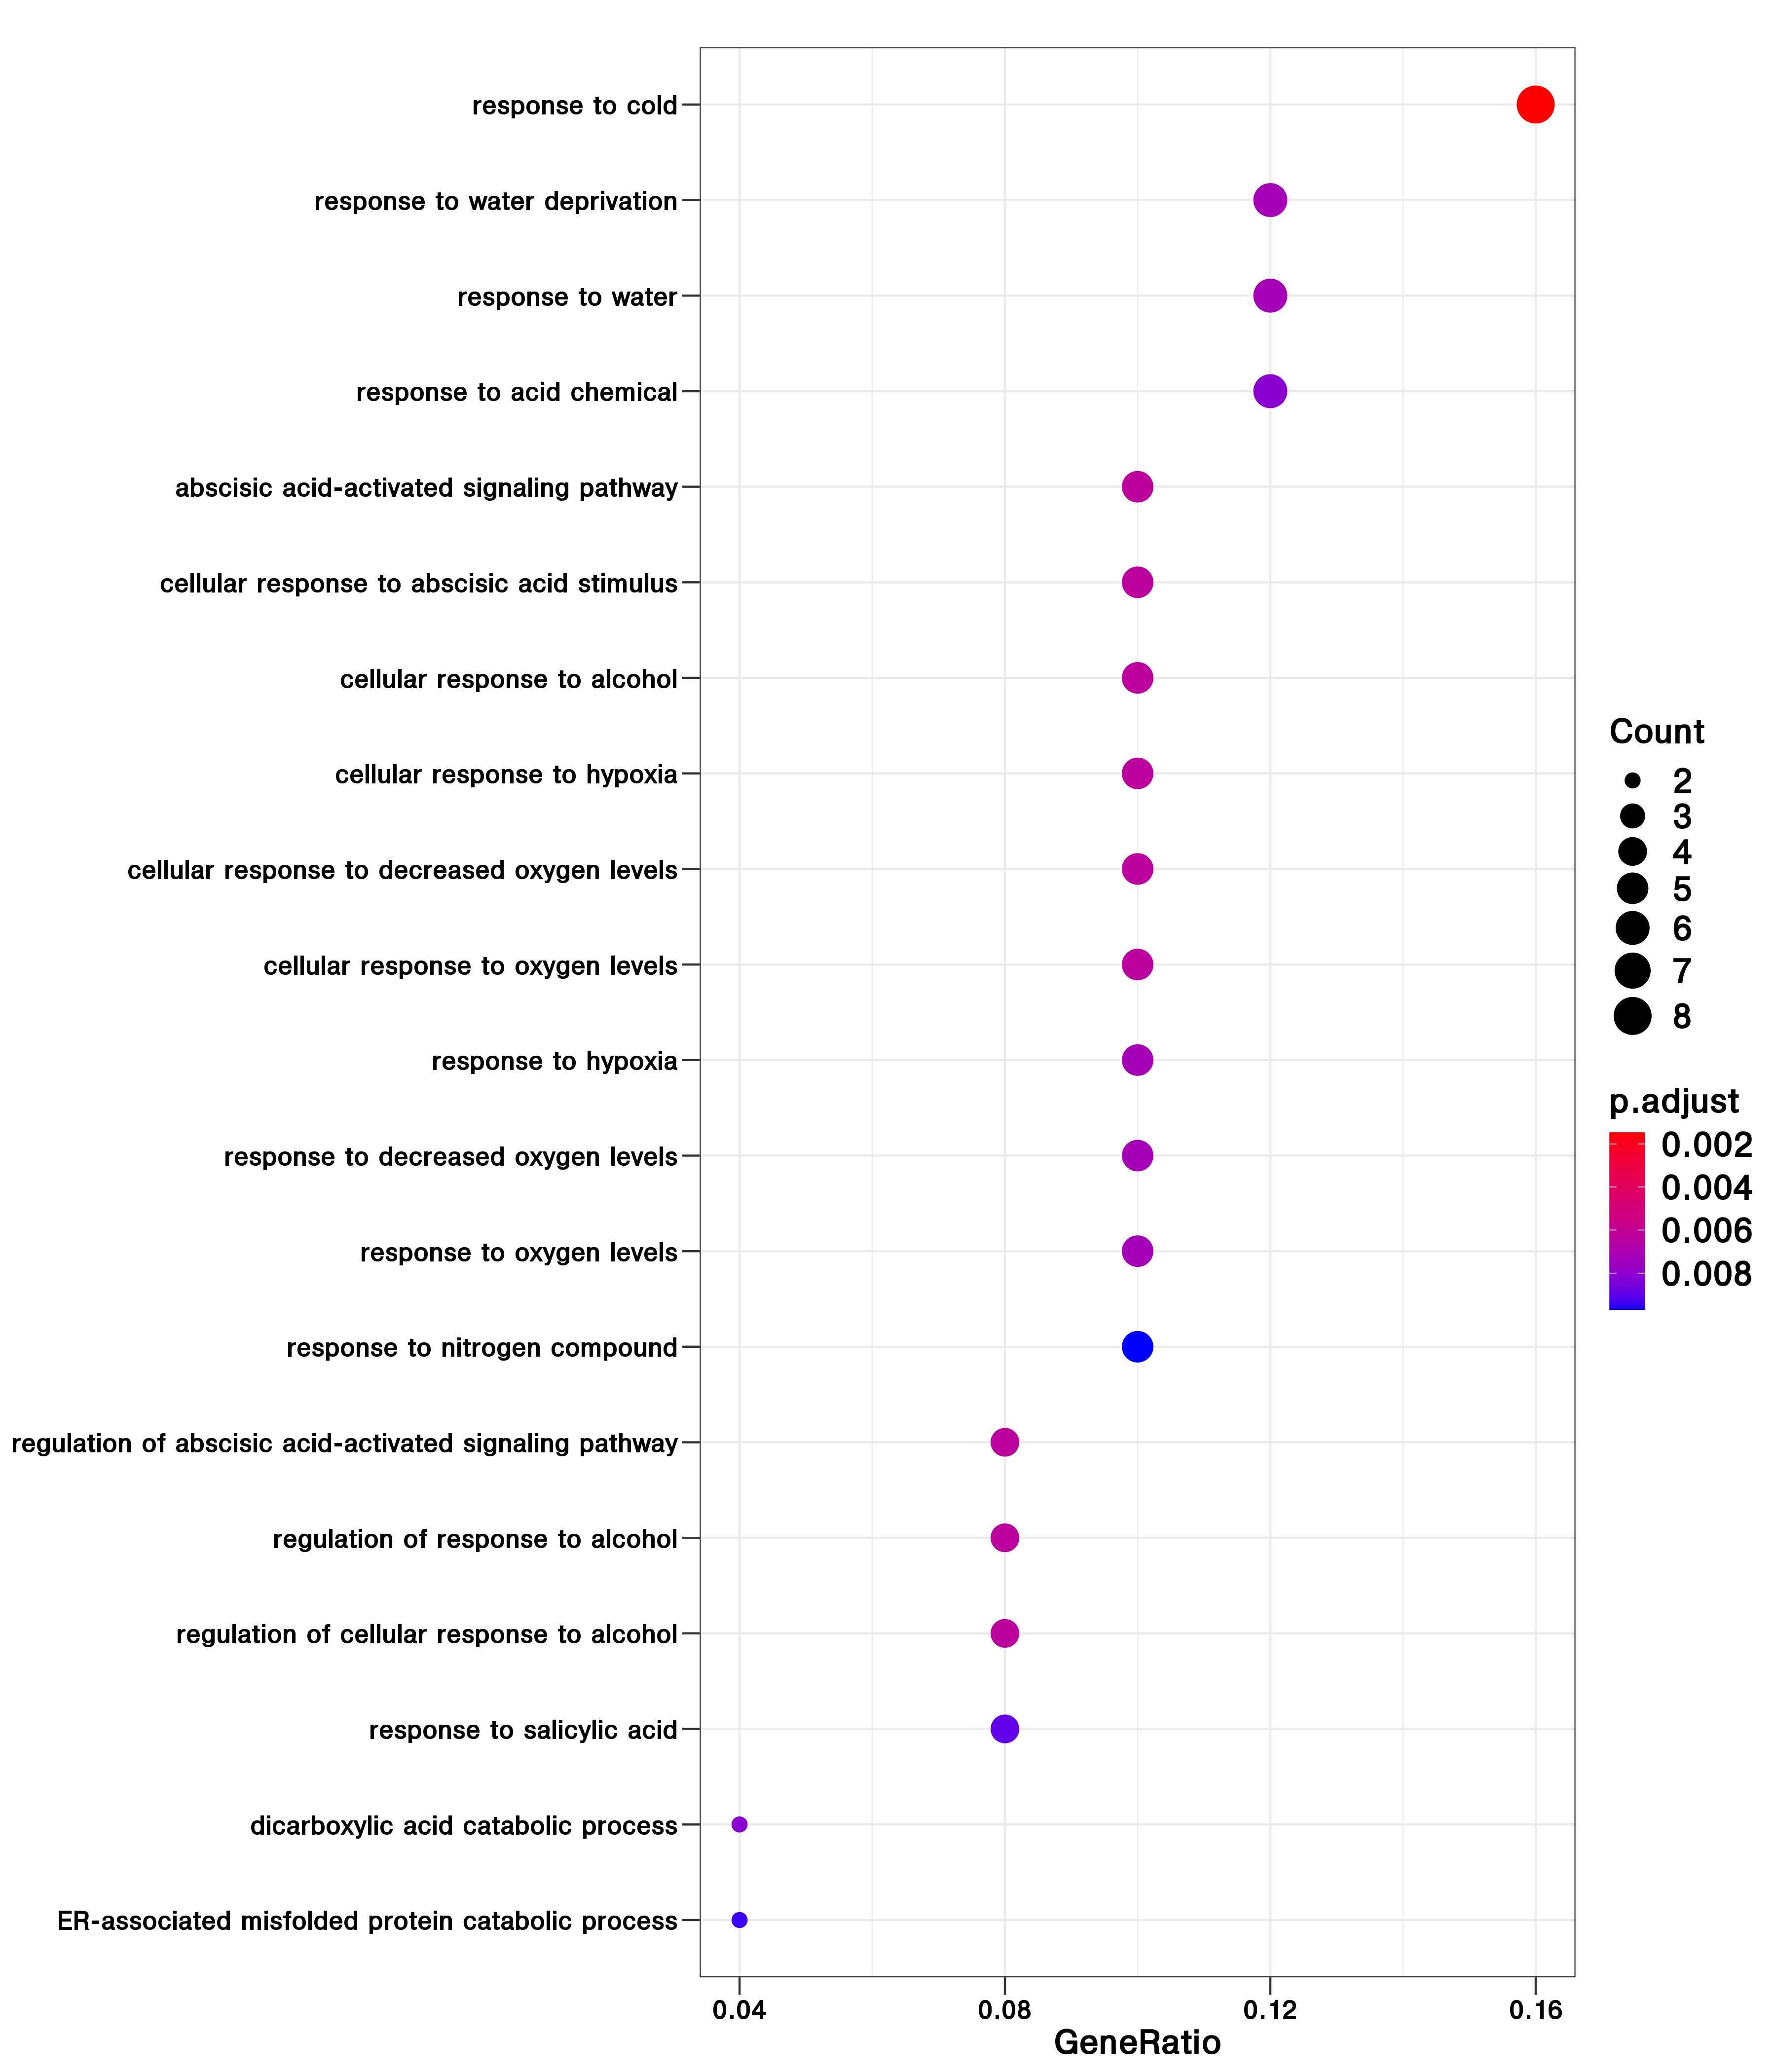 response to cold
response to water deprivation
response to water
response to acid chemical
abscisic acid-activated signaling pathway
cellular response to abscisic acid stimulus
cellular response to alcohol
cellular response to hypoxia
cellular response to decreased oxygen levels
cellular response to oxygen levels
response to hypoxia
response to decreased oxygen levels
response to oxygen levels
response to nitrogen compound
regulation of abscisic acid-activated signaling pathway
regulation of response to alcohol
regulation of cellular response to alcohol
response to salicylic acid
dicarboxylic acid catabolic process
ER-associated misfolded protein catabolic process
0.04 0.08 0.12 0.16
GeneRatio
Count
2
3
4
5
6
7
8
p.adjust
0.002
0.004
0.006
0.008